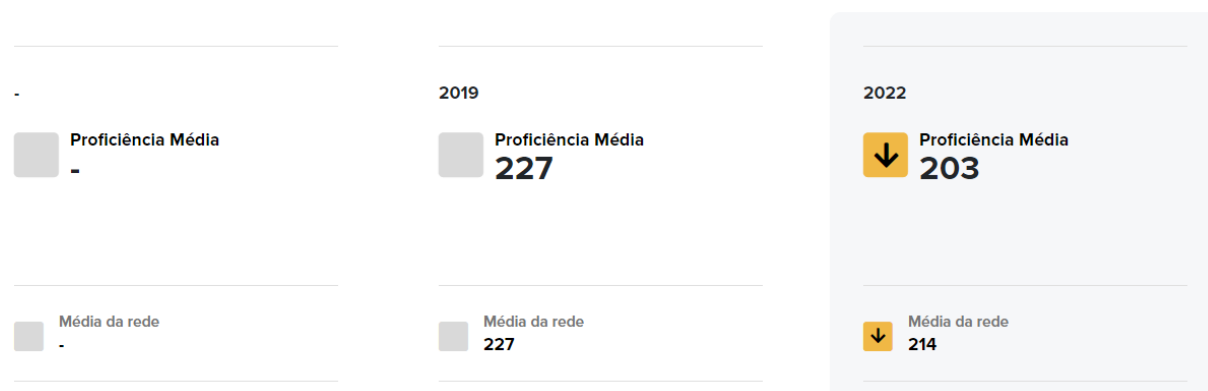 -
Proficiência Média
-
Média da rede
-
2019
Proficiência Média
227
Média da rede
227
2022
Proficiência Média
203
Média da rede
214